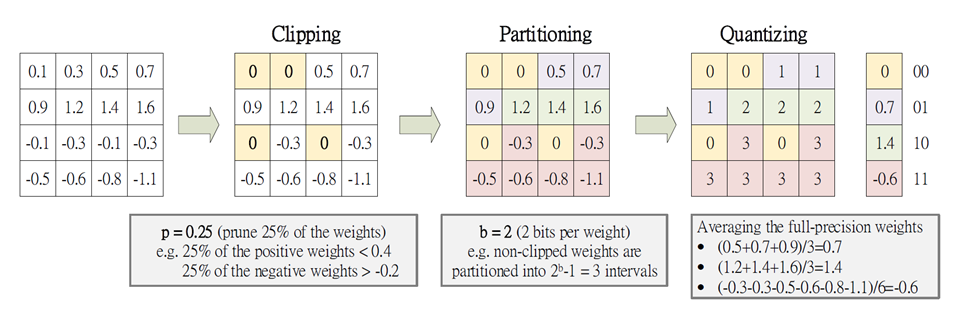 Clipping Partitioning Quantizing
0.1 0.3 0.5 0.7 0 0 0.5 0.7 0 0 0.5 0.7 0 0 1 1 0 00
0.9 1.2 1.4 1.6 0.9 1.2 1.4 1.6 0.9 1.2 1.4 1.6 1 2 2 2 0.7 01
-0.1 -0.3 -0.1 -0.3 0 -0.3 0 -0.3 0 -0.3 0 -0.3 0 3 0 3 1.4 10
-0.5 -0.6 -0.8 -1.1 -0.5 -0.6 -0.8 -1.1 -0.5 -0.6 -0.8 -1.1 3 3 3 3 -0.6 11
p = 0.25 (prune 25% of the weights)
e.g. 25% of the positive weights < 0.4
25% of the negative weights > -0.2
b = 2 (2 bits per weight)
e.g. non-clipped weights are
partitioned into 2ᵇ-1 = 3 intervals
Averaging the full-precision weights
• (0.5+0.7+0.9)/3=0.7
• (1.2+1.4+1.6)/3=1.4
• (-0.3-0.3-0.5-0.6-0.8-1.1)/6=-0.6